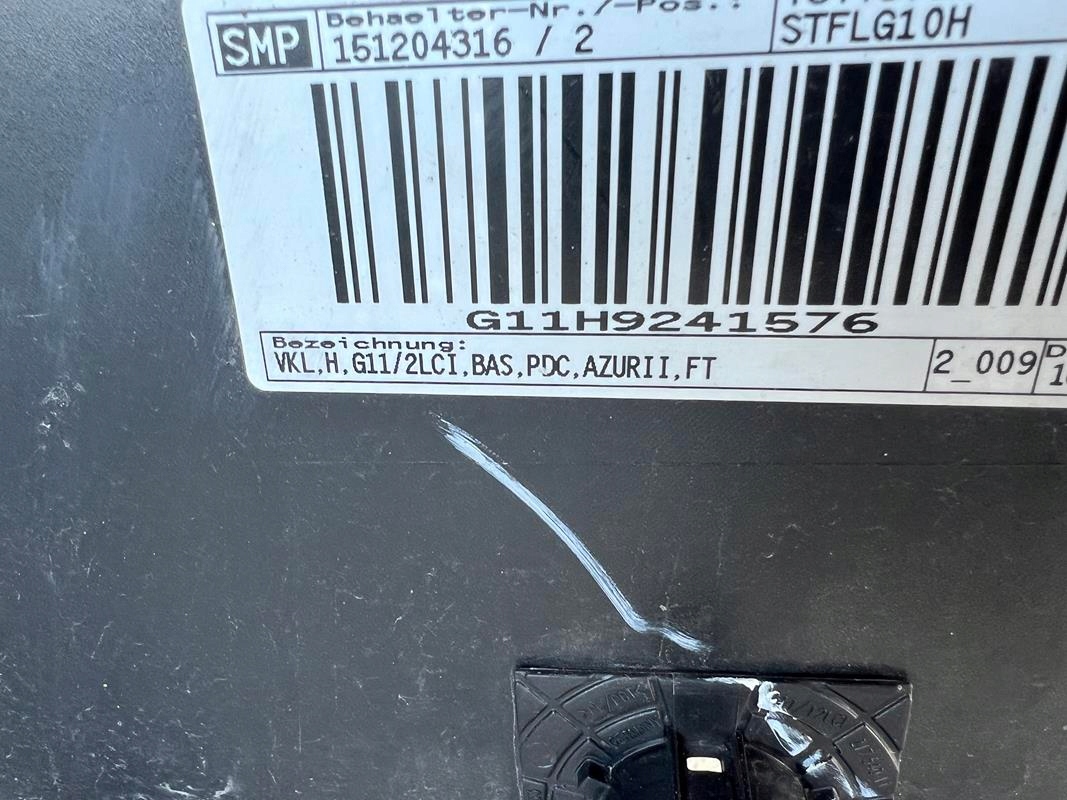 SMP
Behaelter-Nr./-Pos.:
151204316 / 2
STFLG10H
G11H9241576
Bezeichnung:
VKL,H,G11/2LCI,BAS,PDC,AZURII,FT
2_009